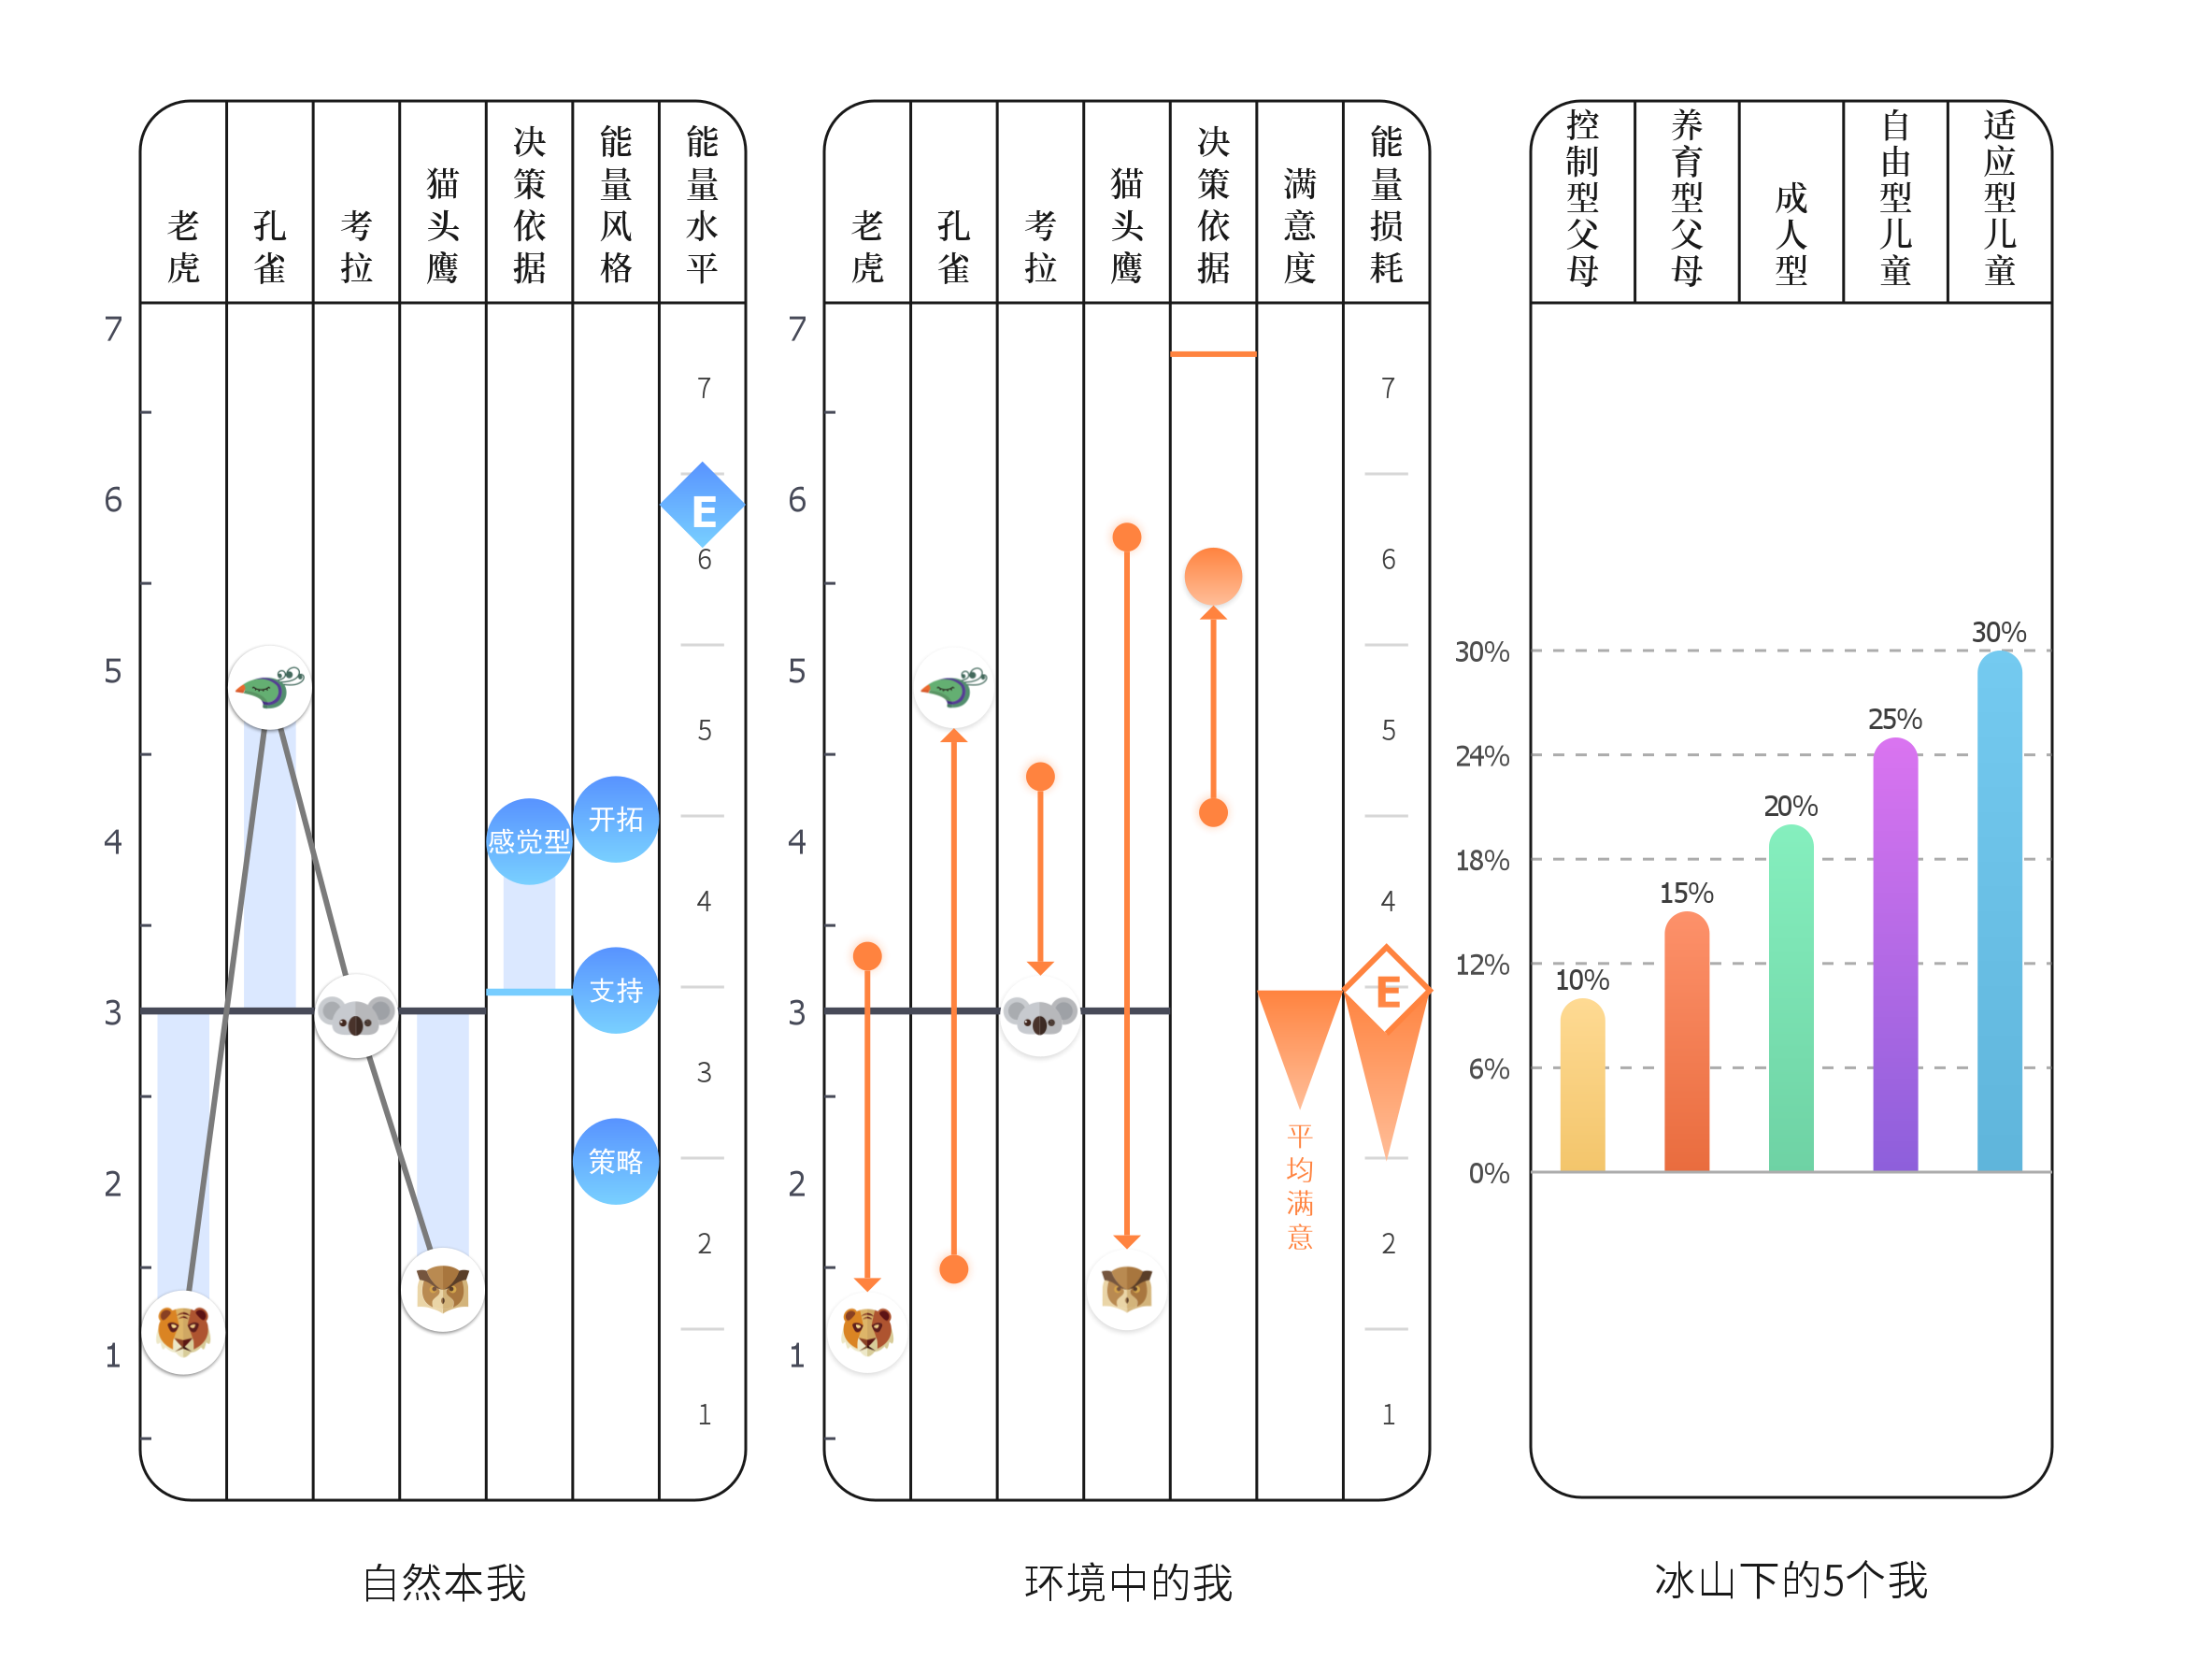 老虎
孔雀
考拉
猫头鹰
决策依据
能量风格
能量水平
7
6
5
4
3
2
1
7
6
5
4
3
2
1
E
感觉型
开拓
支持
策略
自然本我
老虎
孔雀
考拉
猫头鹰
决策依据
满意度
能量损耗
7
6
5
4
3
2
1
7
6
5
4
3
2
1
E
平均满意
环境中的我
控制型父母
养育型父母
成人型
自由型儿童
适应型儿童
30%
24%
18%
12%
6%
0%
10%
15%
20%
25%
30%
冰山下的5个我